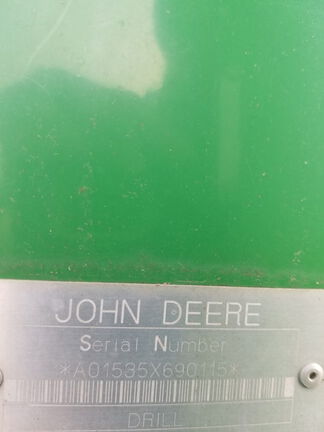 JOHN DEERE
Serial Number
*A01535X690115*
DRILL